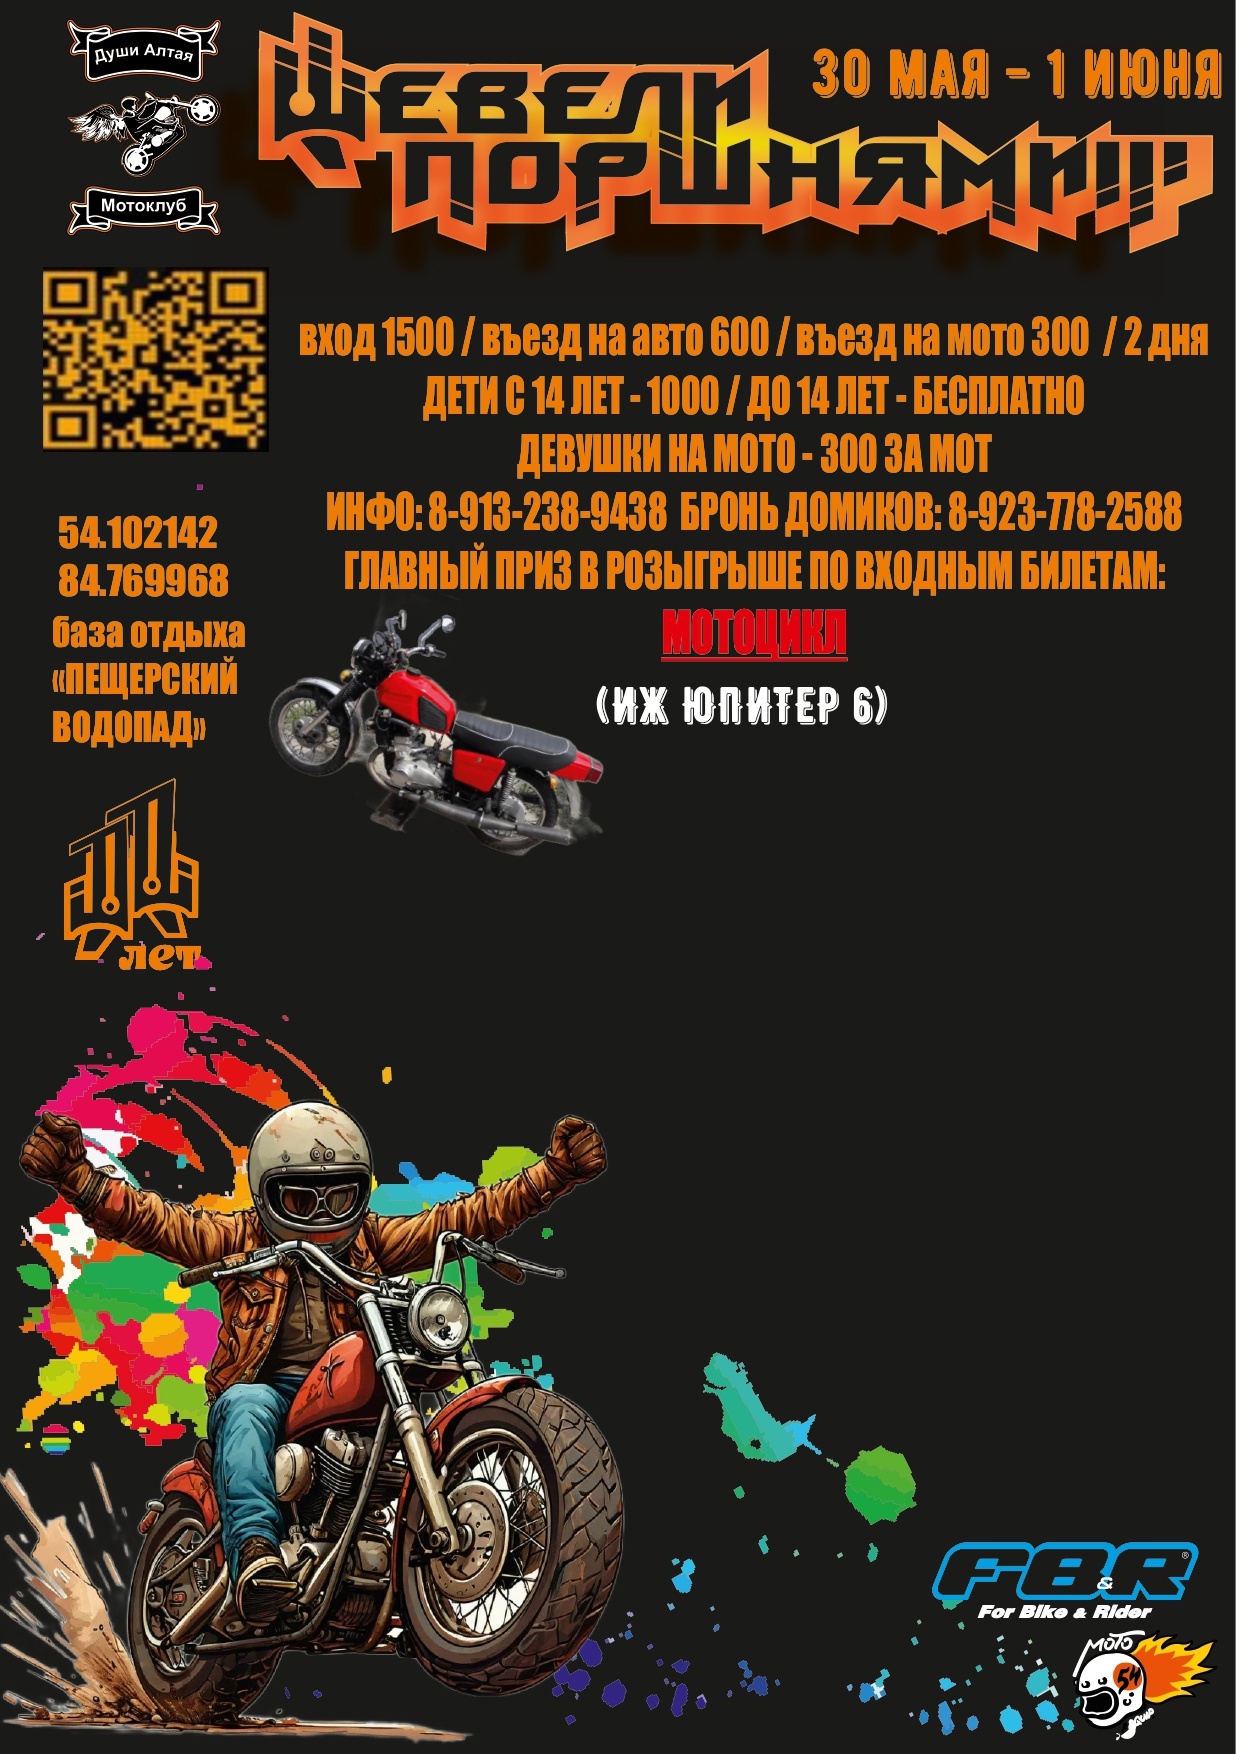 Души Алтая
Мотоклуб
ШЕВЕЛИ
ПОРШНЯМИ!!!
30 МАЯ - 1 ИЮНЯ
вход 1500 / въезд на авто 600 / въезд на мото 300 / 2 дня
ДЕТИ С 14 ЛЕТ - 1000 / ДО 14 ЛЕТ - БЕСПЛАТНО
ДЕВУШКИ НА МОТО - 300 ЗА МОТ
ИНФО: 8-913-238-9438 БРОНЬ ДОМИКОВ: 8-923-778-2588
ГЛАВНЫЙ ПРИЗ В РОЗЫГРЫШЕ ПО ВХОДНЫМ БИЛЕТАМ:
МОТОЦИКЛ
(ИЖ ЮПИТЕР 6)
54.102142
84.769968
база отдыха
«ПЕЩЕРСКИЙ
ВОДОПАД»
лет
F&R®
For Bike & Rider
МОТО
54